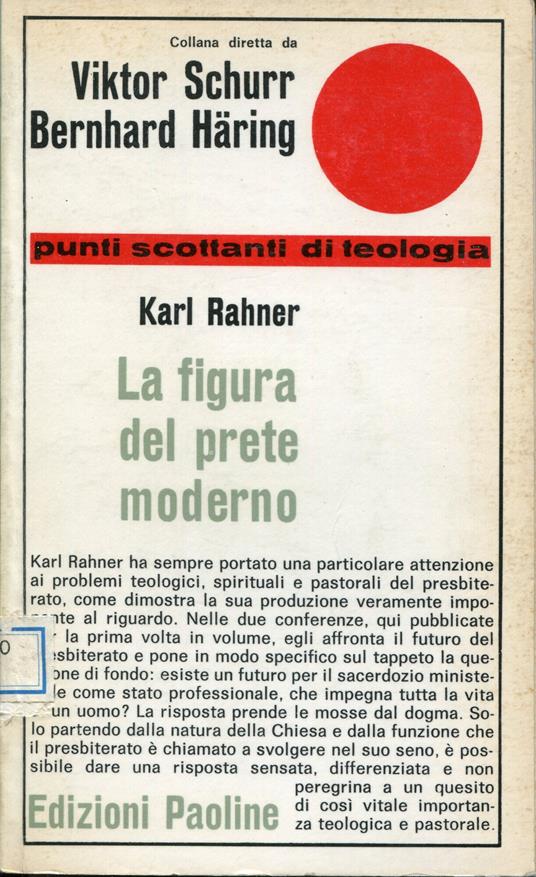 Collana diretta da
Viktor Schurr
Bernhard Häring
punti scottanti di teologia
Karl Rahner
La figura
del prete
moderno
Karl Rahner ha sempre portato una particolare attenzione
ai problemi teologici, spirituali e pastorali del presbite-
rato, come dimostra la sua produzione veramente impo-
nente al riguardo. Nelle due conferenze, qui pubblicate
la prima volta in volume, egli affronta il futuro del
esbiterato e pone in modo specifico sul tappeto la que-
one di fondo: esiste un futuro per il sacerdozio ministe-
le come stato professionale, che impegna tutta la vita
un uomo? La risposta prende le mosse dal dogma. So-
lo partendo dalla natura della Chiesa e dalla funzione che
il presbiterato è chiamato a svolgere nel suo seno, è pos-
sibile dare una risposta sensata, differenziata e non
peregrina a un quesito
di così vitale importan-
za teologica e pastorale.
Edizioni Paoline
0